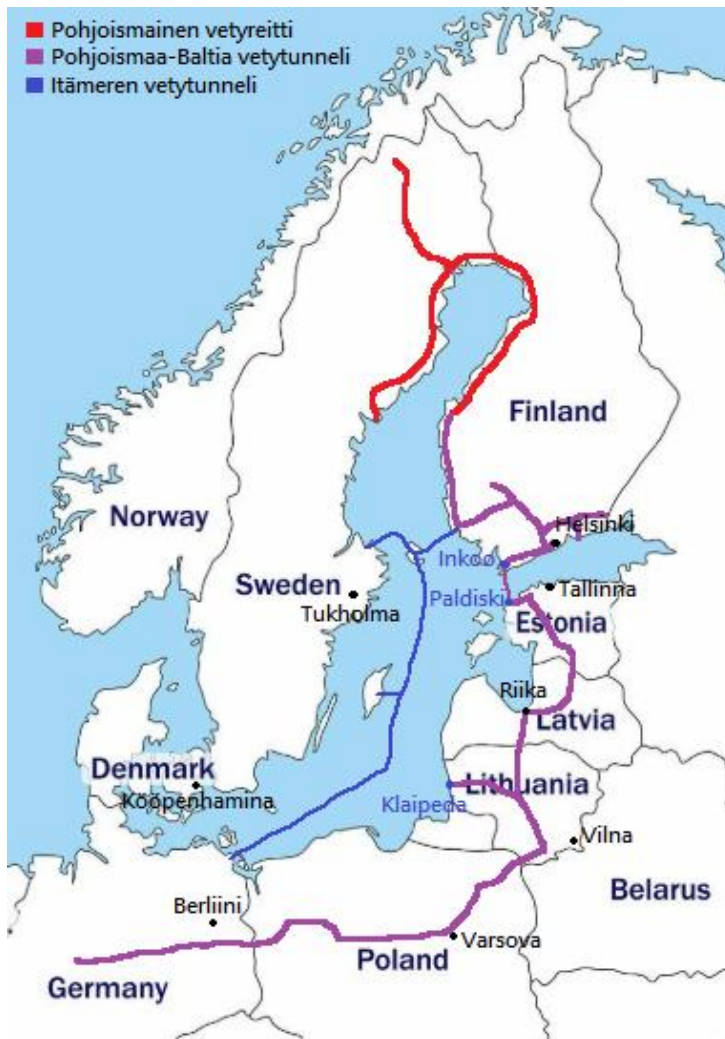 Pohjoismainen vetyreitti
Pohjoismaa-Baltia vetytunneli
Itämeren vetytunneli
Finland
Norway
Helsinki
Inkoo
Sweden
Tallinna
Paldiski
Tukholma
Estonia
Riika
Latvia
Denmark
Lithuania
Kööpenhamina
Klaipeda
Vilna
Belarus
Berliini
Varsova
Poland
Germany